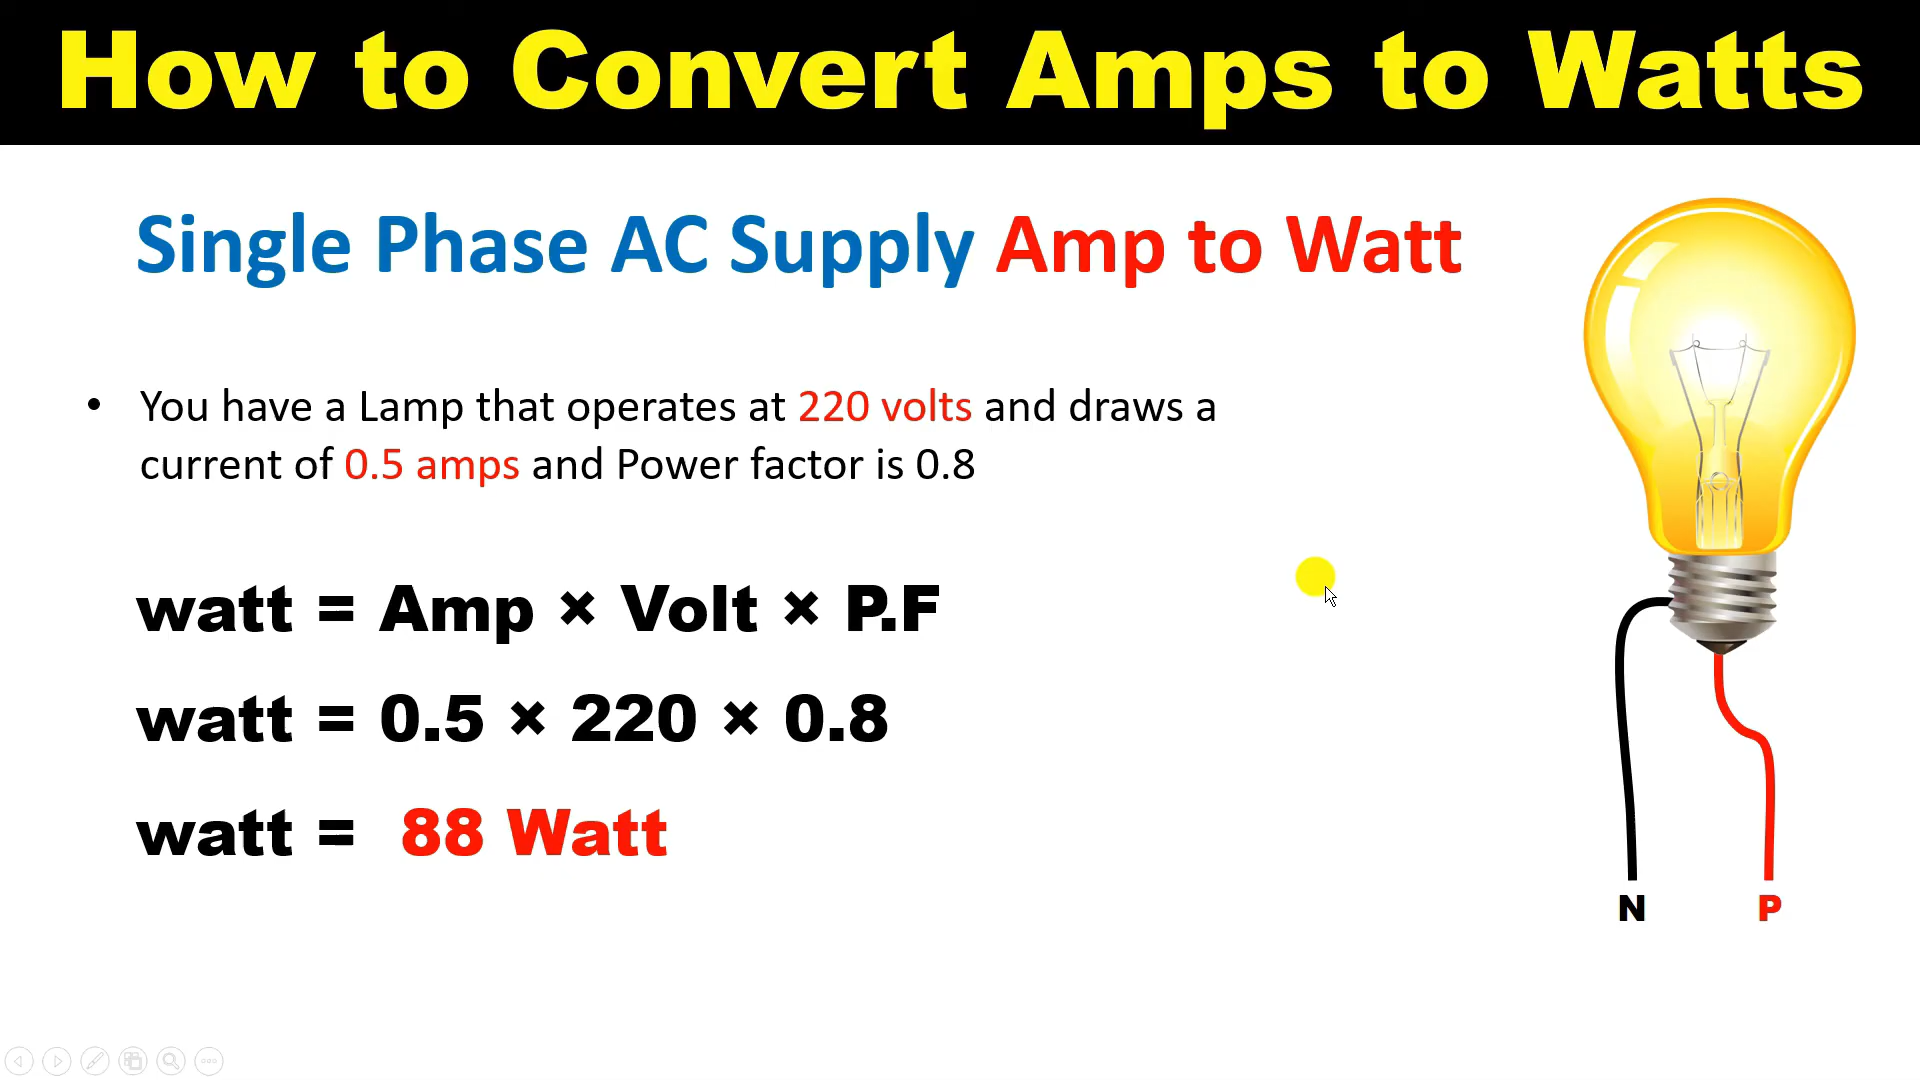 How to Convert Amps to Watts
Single Phase AC Supply Amp to Watt
• You have a Lamp that operates at 220 volts and draws a
current of 0.5 amps and Power factor is 0.8
watt = Amp × Volt × P.F
watt = 0.5 × 220 × 0.8
watt = 88 Watt
N P